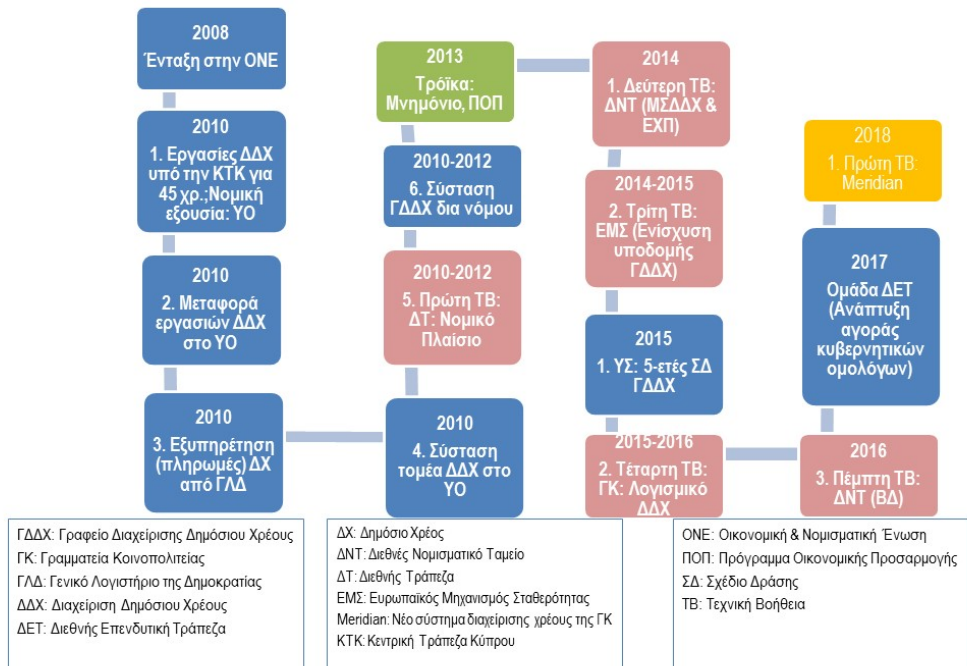 2008
Ένταξη στην ΟΝΕ
2010
1. Εργασίες ΔΔΧ
υπό την ΚΤΚ για
45 χρ.;Νομική
εξουσία: ΥΟ
2010
2. Μεταφορά
εργασιών ΔΔΧ
στο ΥΟ
2010
3. Εξυπηρέτηση
(πληρωμές) ΔΧ
από ΓΛΔ
2010
4. Σύσταση
τομέα ΔΔΧ στο
ΥΟ
2010-2012
5. Πρώτη ΤΒ:
ΔΤ: Νομικό
Πλαίσιο
2010-2012
6. Σύσταση
ΓΔΔΧ δια νόμου
2013
Τρόϊκα:
Μνημόνιο, ΠΟΠ
2014
1. Δεύτερη ΤΒ:
ΔΝΤ (ΜΣΔΔΧ &
ΕΧΠ)
2014-2015
2. Τρίτη ΤΒ:
ΕΜΣ (Ενίσχυση
υποδομής
ΓΔΔΧ)
2015
1. ΥΣ: 5-ετές ΣΔ
ΓΔΔΧ
2015-2016
2. Τέταρτη ΤΒ:
ΓΚ: Λογισμικό
ΔΔΧ
2016
3. Πέμπτη ΤΒ:
ΔΝΤ (ΒΔ)
2017
Ομάδα ΔΕΤ
(Ανάπτυξη
αγοράς
κυβερνητικών
ομολόγων)
2018
1. Πρώτη ΤΒ:
Meridian
ΓΔΔΧ: Γραφείο Διαχείρισης Δημόσιου Χρέους
ΓΚ: Γραμματεία Κοινοπολιτείας
ΓΛΔ: Γενικό Λογιστήριο της Δημοκρατίας
ΔΔΧ: Διαχείριση Δημόσιου Χρέους
ΔΕΤ: Διεθνής Επενδυτική Τράπεζα
ΔΧ: Δημόσιο Χρέος
ΔΝΤ: Διεθνές Νομισματικό Ταμείο
ΔΤ: Διεθνής Τράπεζα
ΕΜΣ: Ευρωπαϊκός Μηχανισμός Σταθερότητας
Meridian: Νέο σύστημα διαχείρισης χρέους της ΓΚ
ΚΤΚ: Κεντρική Τράπεζα Κύπρου
ΟΝΕ: Οικονομική & Νομισματική Ένωση
ΠΟΠ: Πρόγραμμα Οικονομικής Προσαρμογής
ΣΔ: Σχέδιο Δράσης
ΤΒ: Τεχνική Βοήθεια